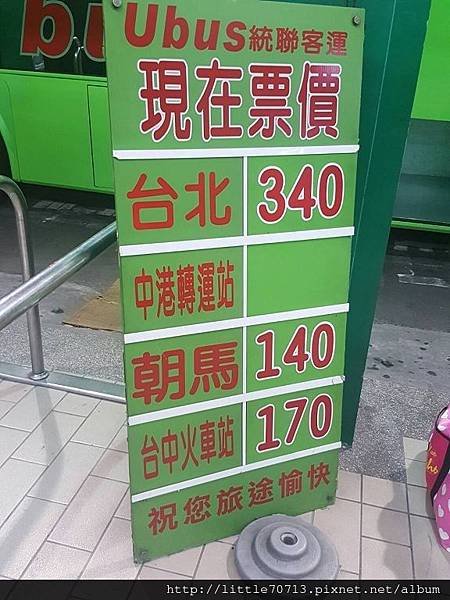 bu
Ubus統聯客運
現在票價
台北 340
中港轉運站
朝馬 140
台中火車站 170
祝您旅途愉快
http://little70713.pixnet.net/album